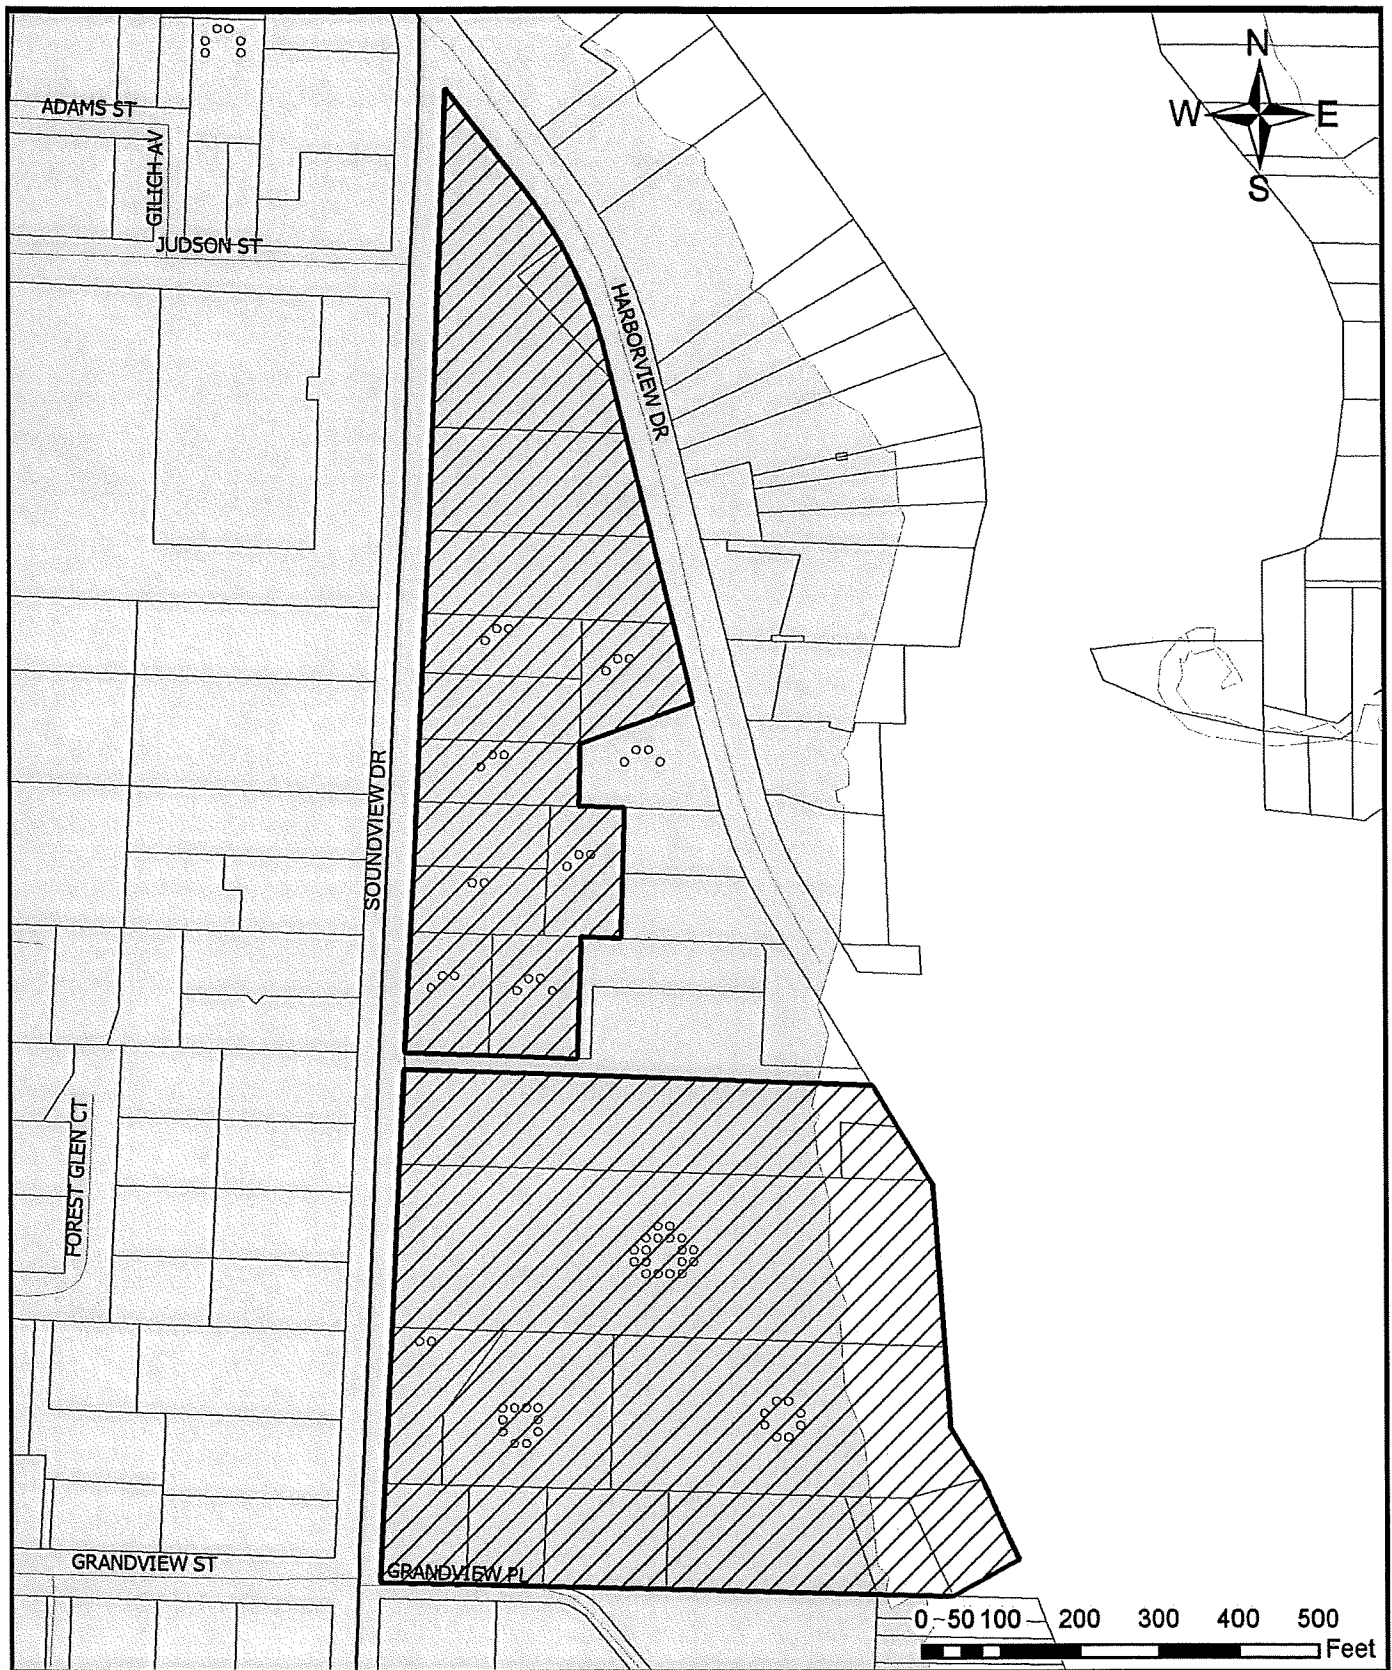 N
W E
S
ADAMS ST
GILICH AV
JUDSON ST
HARBORVIEW DR
SOUNDVIEW DR
FOREST GLEN CT
GRANDVIEW ST
GRANDVIEW PL
0 50 100 200 300 400 500
Feet